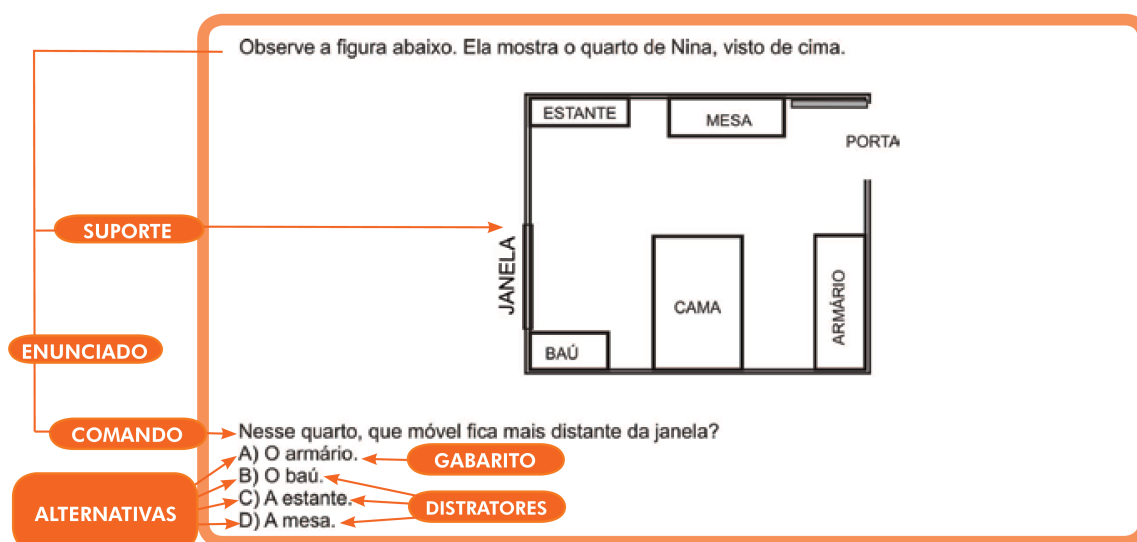 Observe a figura abaixo. Ela mostra o quarto de Nina, visto de cima.
ESTANTE
MESA
PORTA
SUPORTE
JANELA
CAMA
ARMÁRIO
ENUNCIADO
BAÚ
COMANDO
Nesse quarto, que móvel fica mais distante da janela?
A) O armário.
GABARITO
B) O baú.
ALTERNATIVAS
C) A estante.
DISTRATORES
D) A mesa.